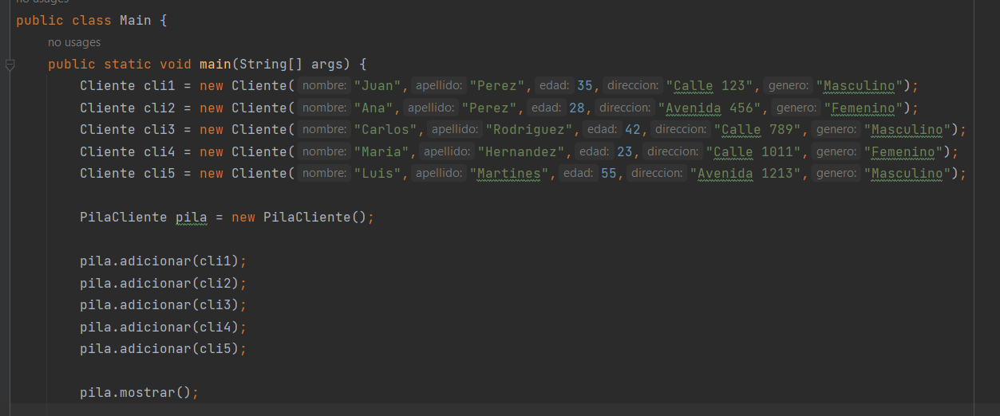 no usages
public class Main {
no usages
public static void main(String[] args) {
Cliente cli1 = new Cliente( nombre: "Juan", apellido: "Perez", edad: 35, direccion: "Calle 123", genero: "Masculino");
Cliente cli2 = new Cliente( nombre: "Ana", apellido: "Perez", edad: 28, direccion: "Avenida 456", genero: "Femenino");
Cliente cli3 = new Cliente( nombre: "Carlos", apellido: "Rodriguez", edad: 42, direccion: "Calle 789", genero: "Masculino");
Cliente cli4 = new Cliente( nombre: "Maria", apellido: "Hernandez", edad: 23, direccion: "Calle 1011", genero: "Femenino");
Cliente cli5 = new Cliente( nombre: "Luis", apellido: "Martines", edad: 55, direccion: "Avenida 1213", genero: "Masculino");
PilaCliente pila = new PilaCliente();
pila.adicionar(cli1);
pila.adicionar(cli2);
pila.adicionar(cli3);
pila.adicionar(cli4);
pila.adicionar(cli5);
pila.mostrar();